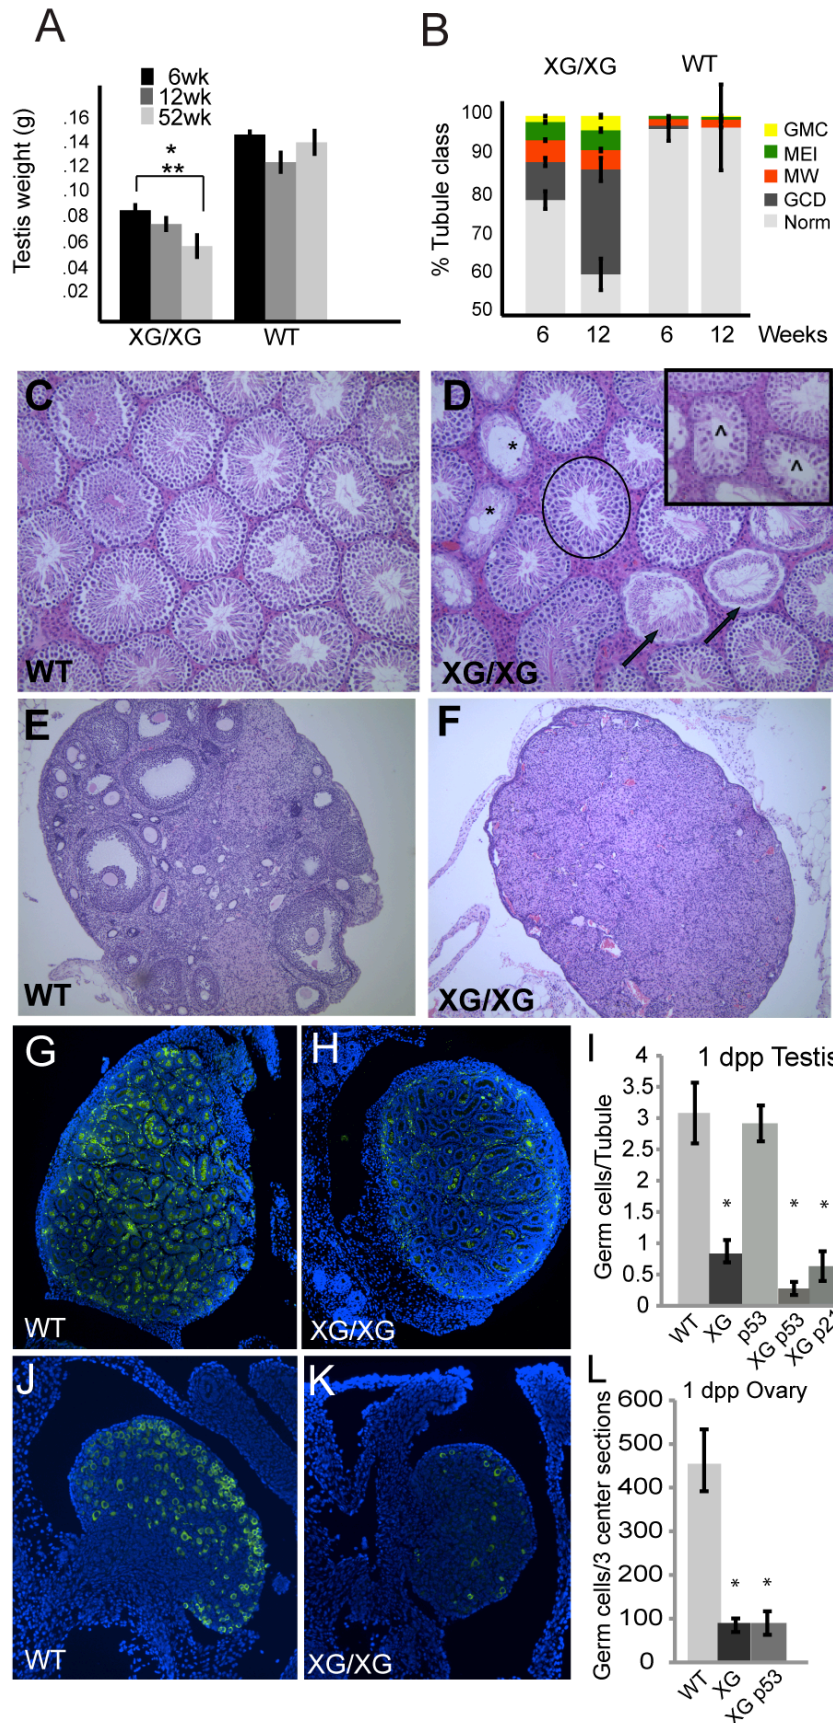 A
6wk
12wk
52wk
Testis weight (g)
.16
.14
.12
.10
.08
.06
.04
.02
*
**
XG/XG
WT
B
XG/XG
WT
% Tubule class
100
90
80
70
60
50
GMC
MEI
MW
GCD
Norm
6
12
6
12
Weeks
C
WT
D
*
*
^
^
XG/XG
E
WT
F
XG/XG
G
WT
H
XG/XG
I
1 dpp Testis
Germ cells/Tubule
4
3.5
3
2.5
2
1.5
1
0.5
0
*
*
*
WT
XG
p53
XG p53
XG p21
J
WT
K
XG/XG
L
1 dpp Ovary
Germ cells/3 center sections
600
500
400
300
200
100
0
*
*
WT
XG
XG p53